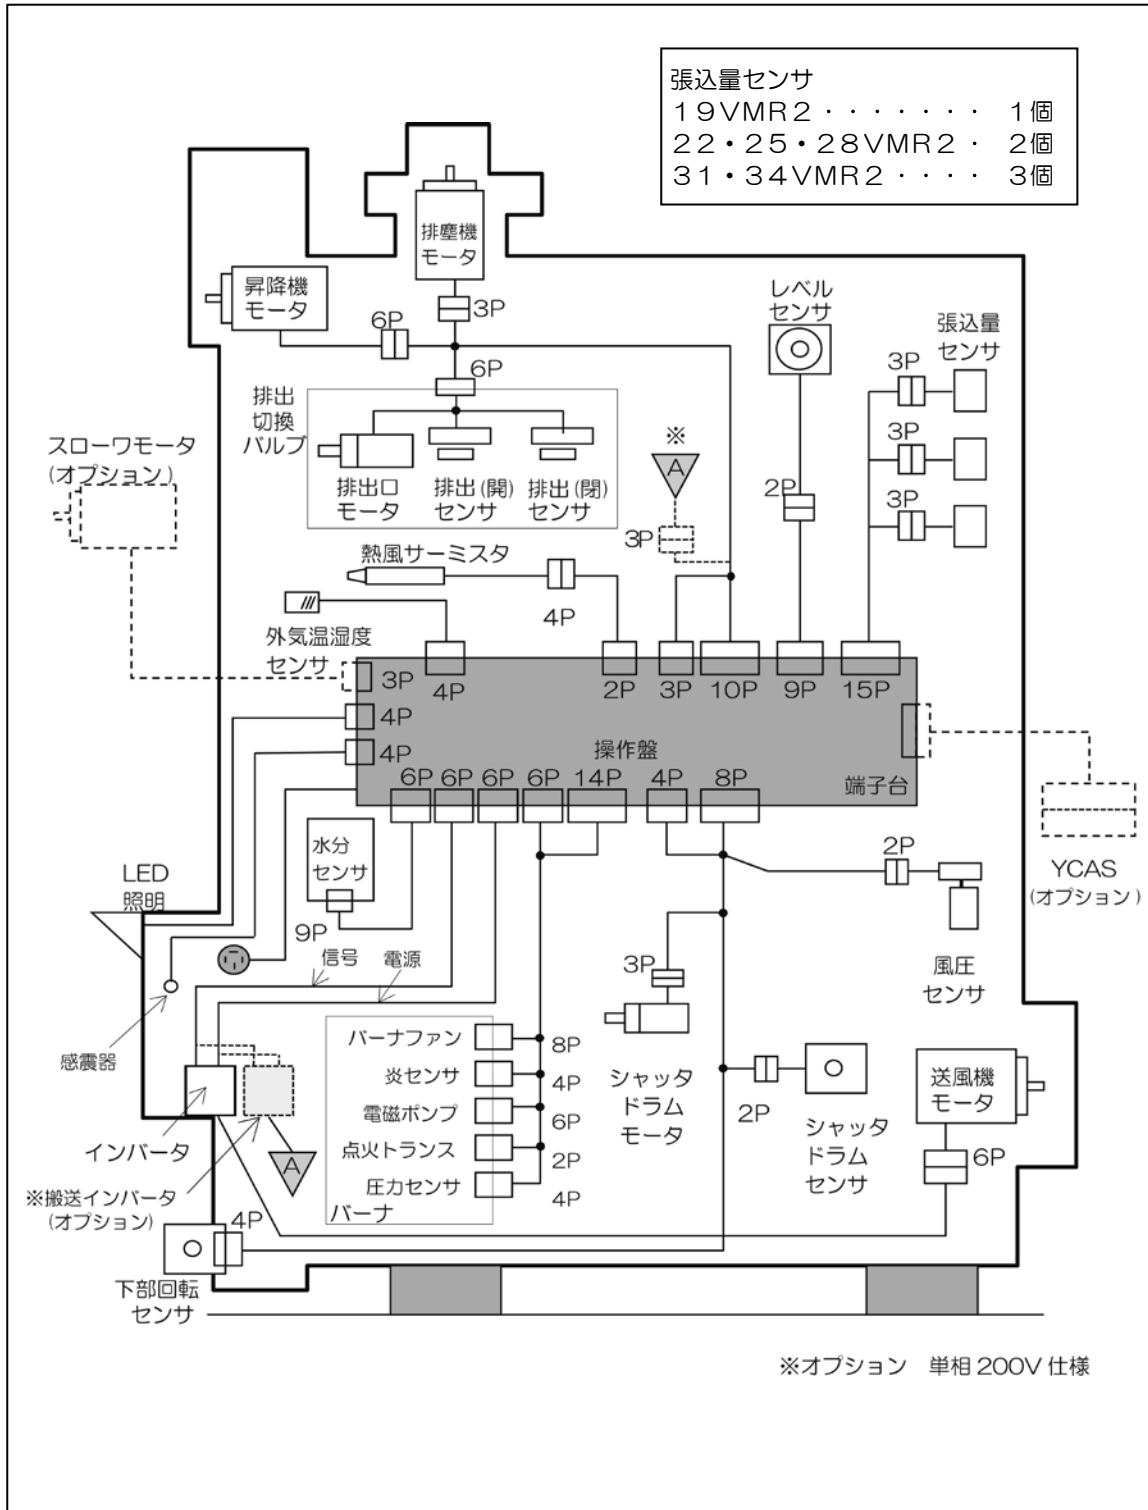 張込量センサ
19VMR2・・・・・・・ 1個
22・25・28VMR2・ 2個
31・34VMR2・・・・ 3個
排塵機
モータ
昇降機
モータ
3P
6P
レベル
センサ
張込量
センサ
3P
6P
排出
切換
バルブ
3P
スローワモータ
(オプション)
※
A
排出口
モータ
排出(開)
センサ
排出(閉)
センサ
2P
3P
3P
熱風サーミスタ
4P
外気温湿度
センサ
3P
4P
2P
3P
10P
9P
15P
4P
4P
操作盤
6P
6P
6P
6P
14P
4P
8P
端子台
水分
センサ
9P
LED
照明
2P
YCAS
(オプション)
信号
電源
3P
風圧
センサ
感震器
バーナファン
8P
炎センサ
4P
電磁ポンプ
6P
点火トランス
2P
圧力センサ
4P
バーナ
シャッタ
ドラム
モータ
2P
シャッタ
ドラム
センサ
送風機
モータ
6P
インバータ
A
※搬送インバータ
(オプション)
4P
下部回転
センサ
※オプション 単相200V仕様